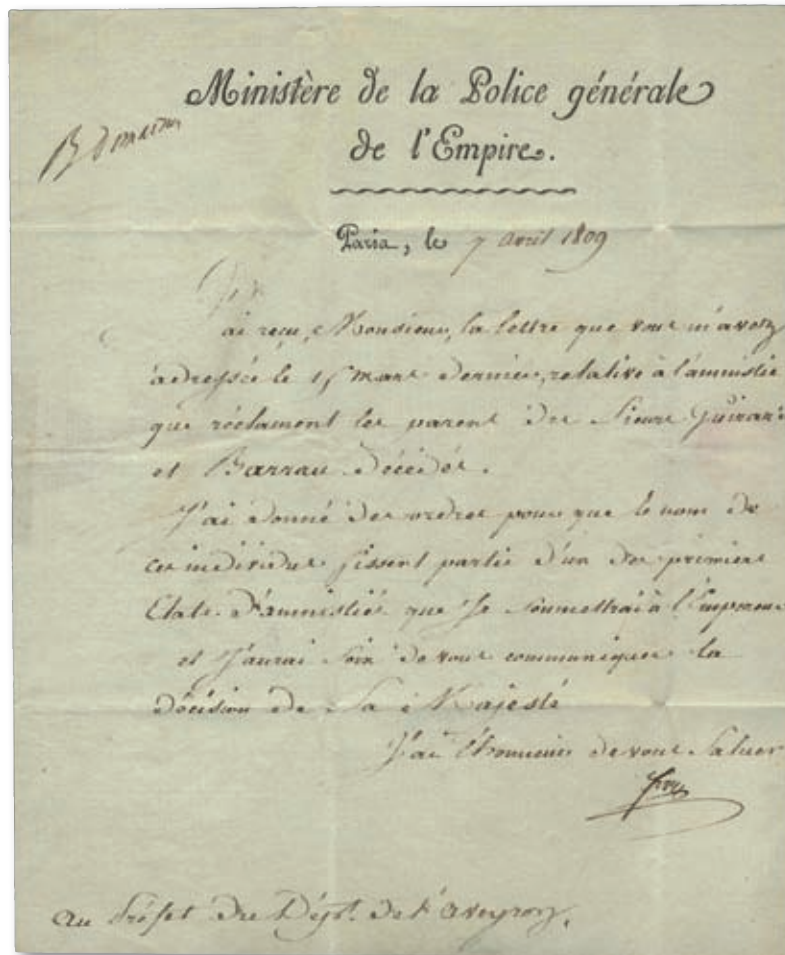 Ministère de la Police générale
de l'Empire.
Paris, le 7 avril 1809
J'ai reçu, Monsieur, la lettre que vous m'avez
adressée le 15 mars dernier, relative à l'amnistie
que réclament les parens des Sieurs
et Barrau décédés.
J'ai donné des ordres pour que le nom de
ces individus fissent partie d'un des premiers
Etats d'amnistiés que je soumettrai à l'Empereur
et j'aurai soin de vous communiquer la
décision de Sa Majesté
J'ai l'honneur de vous saluer
au Préfet du Dépt. de l'aveyron.